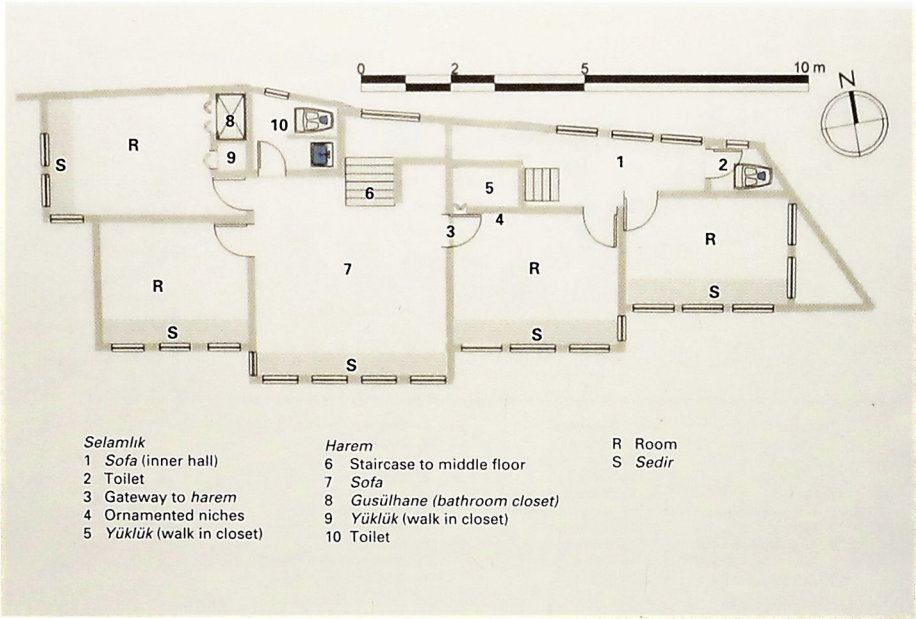 0 2 5 10 m
N
8
10
R
S
9
1
2
6
5
4
3
R
R
7
R
S
R
S
S
S
Selamlık
1 Sofa (inner hall)
2 Toilet
3 Gateway to harem
4 Ornamented niches
5 Yüklük (walk in closet)
Harem
6 Staircase to middle floor
7 Sofa
8 Gusülhane (bathroom closet)
9 Yüklük (walk in closet)
10 Toilet
R Room
S Sedir